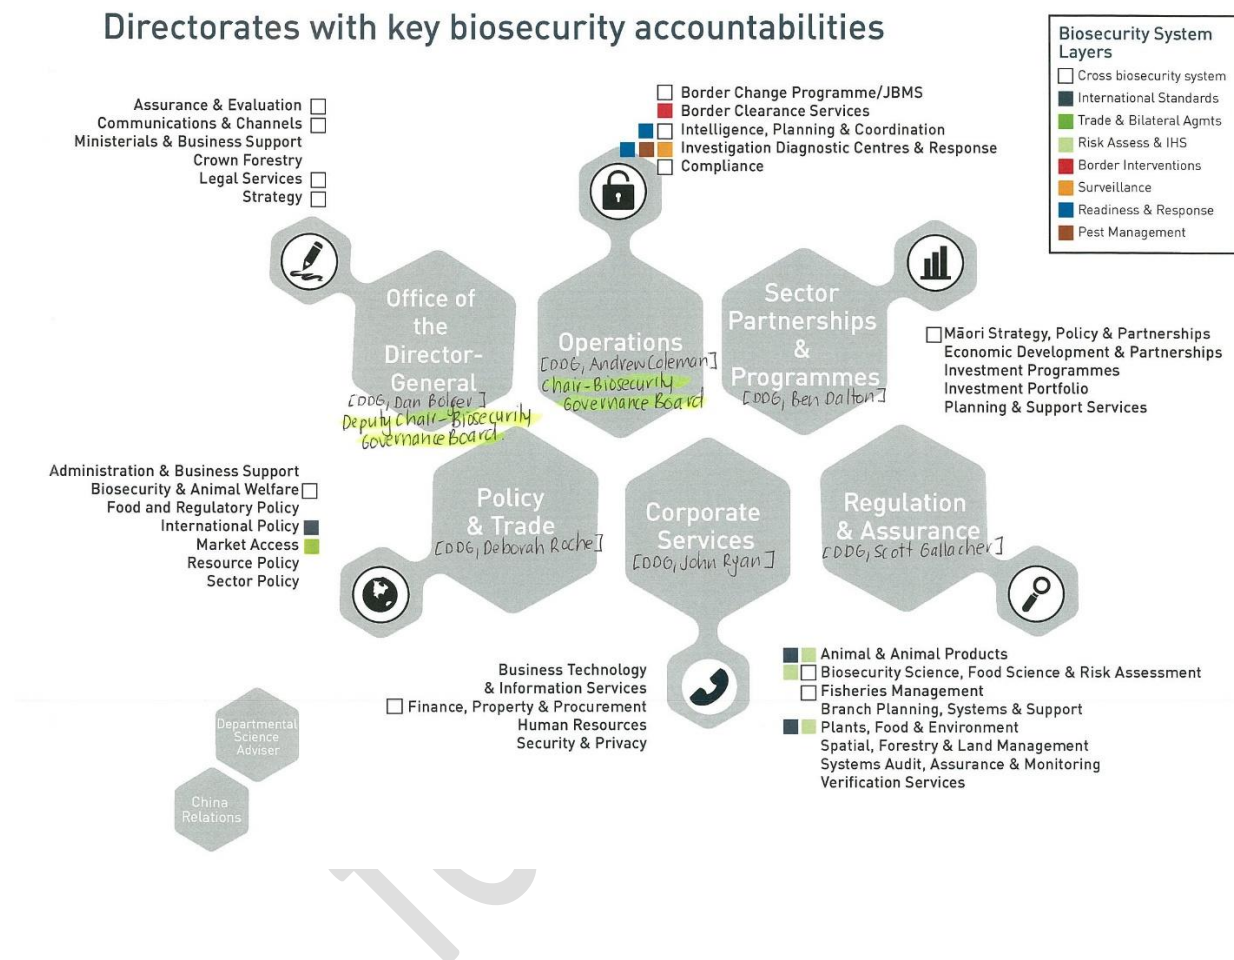 Directorates with key biosecurity accountabilities
Biosecurity System
Layers
Cross biosecurity system
International Standards
Trade & Bilateral Agmts
Risk Assess & IHS
Border Interventions
Surveillance
Readiness & Response
Pest Management
Assurance & Evaluation
Communications & Channels
Ministerials & Business Support
Crown Forestry
Legal Services
Strategy
Border Change Programme/JBMS
Border Clearance Services
Intelligence, Planning & Coordination
Investigation Diagnostic Centres & Response
Compliance
Office of
the
Director-
General
[DDG, Dan Bolger]
Deputy Chair-Biosecurity
Governance Board.
Operations
[DDG, Andrew Coleman]
Chair-Biosecurity
Governance Board
Sector
Partnerships
&
Programmes
[DDG, Ben Dalton]
Māori Strategy, Policy & Partnerships
Economic Development & Partnerships
Investment Programmes
Investment Portfolio
Planning & Support Services
Administration & Business Support
Biosecurity & Animal Welfare
Food and Regulatory Policy
International Policy
Market Access
Resource Policy
Sector Policy
Policy
& Trade
[DDG, Deborah Roche]
Corporate
Services
[DDG, John Ryan]
Regulation
& Assurance
[DDG, Scott Gallacher]
Business Technology
& Information Services
Finance, Property & Procurement
Human Resources
Security & Privacy
Animal & Animal Products
Biosecurity Science, Food Science & Risk Assessment
Fisheries Management
Branch Planning, Systems & Support
Plants, Food & Environment
Spatial, Forestry & Land Management
Systems Audit, Assurance & Monitoring
Verification Services
Departmental
Science
Adviser
China
Relations